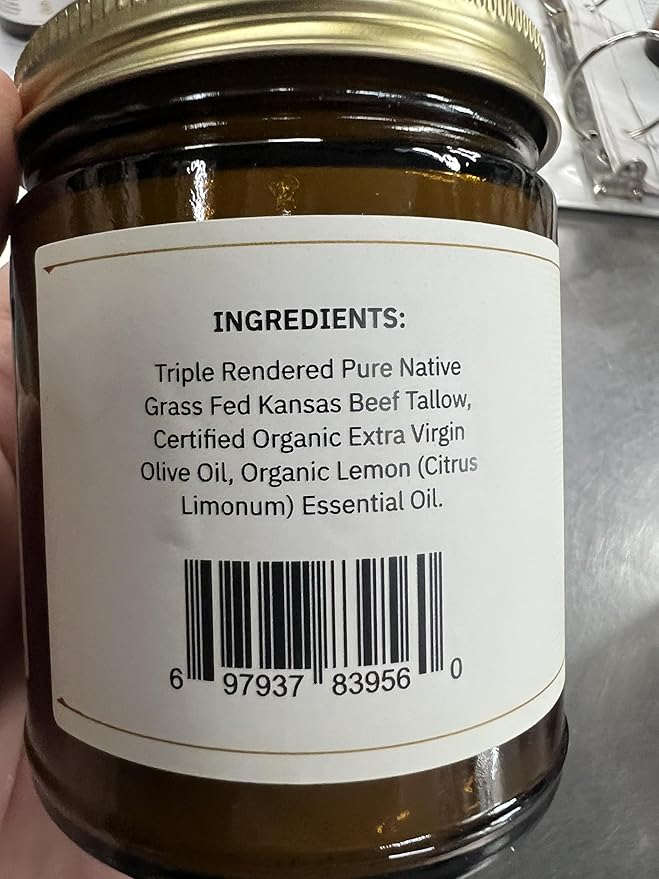 INGREDIENTS:
Triple Rendered Pure Native
Grass Fed Kansas Beef Tallow,
Certified Organic Extra Virgin
Olive Oil, Organic Lemon (Citrus
Limonum) Essential Oil.
6 97937 83956 0